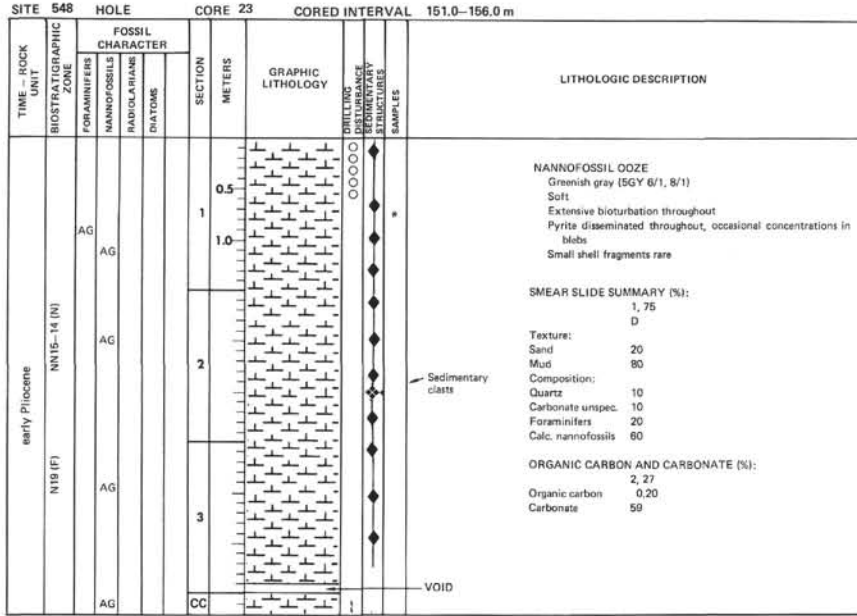 SITE 548 HOLE CORE 23 CORED INTERVAL 151.0–156.0 m
TIME – ROCK UNIT
BIOSTRATIGRAPHIC ZONE
FOSSIL CHARACTER
FORAMINIFERS
NANNOFOSSILS
RADIOLARIANS
DIATOMS
SECTION
METERS
GRAPHIC LITHOLOGY
DRILLING DISTURBANCE
SEDIMENTARY STRUCTURES
SAMPLES
LITHOLOGIC DESCRIPTION
early Pliocene
NN15–14 (N)
N19 (F)
AG
AG
AG
AG
AG
1
0.5
1.0
2
3
CC
*
Sedimentary clasts
VOID
NANNOFOSSIL OOZE
Greenish gray (5GY 6/1, 8/1)
Soft
Extensive bioturbation throughout
Pyrite disseminated throughout, occasional concentrations in
blebs
Small shell fragments rare
SMEAR SLIDE SUMMARY (%):
1, 75
D
Texture:
Sand 20
Mud 80
Composition:
Quartz 10
Carbonate unspec. 10
Foraminifers 20
Calc. nannofossils 60
ORGANIC CARBON AND CARBONATE (%):
2, 27
Organic carbon 0.20
Carbonate 59